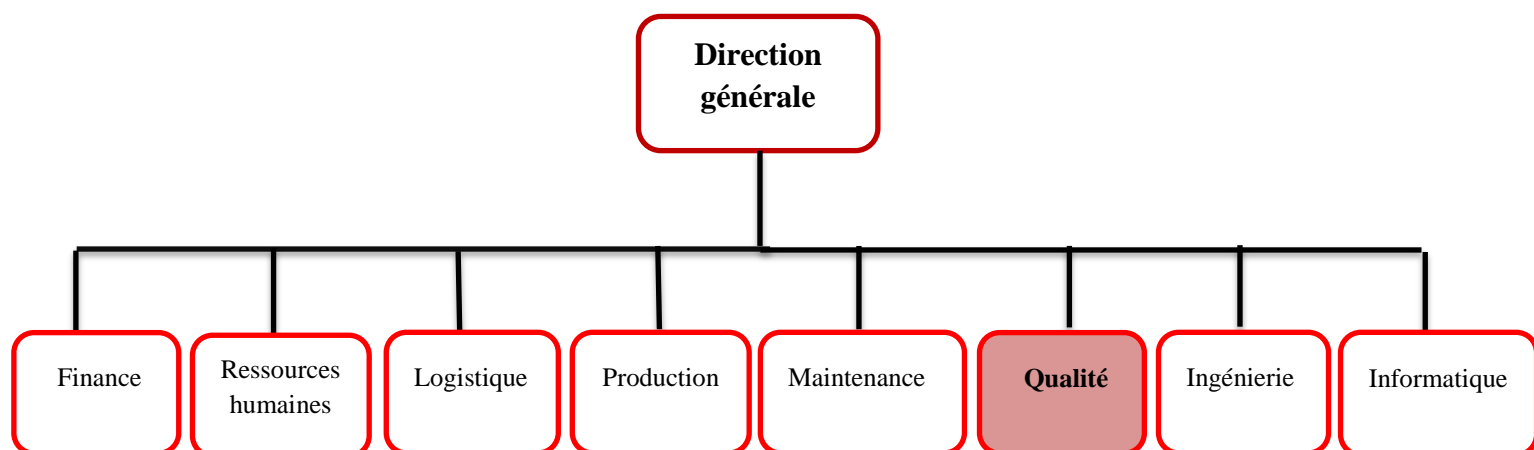 Direction
générale
Finance
Ressources
humaines
Logistique
Production
Maintenance
Qualité
Ingénierie
Informatique